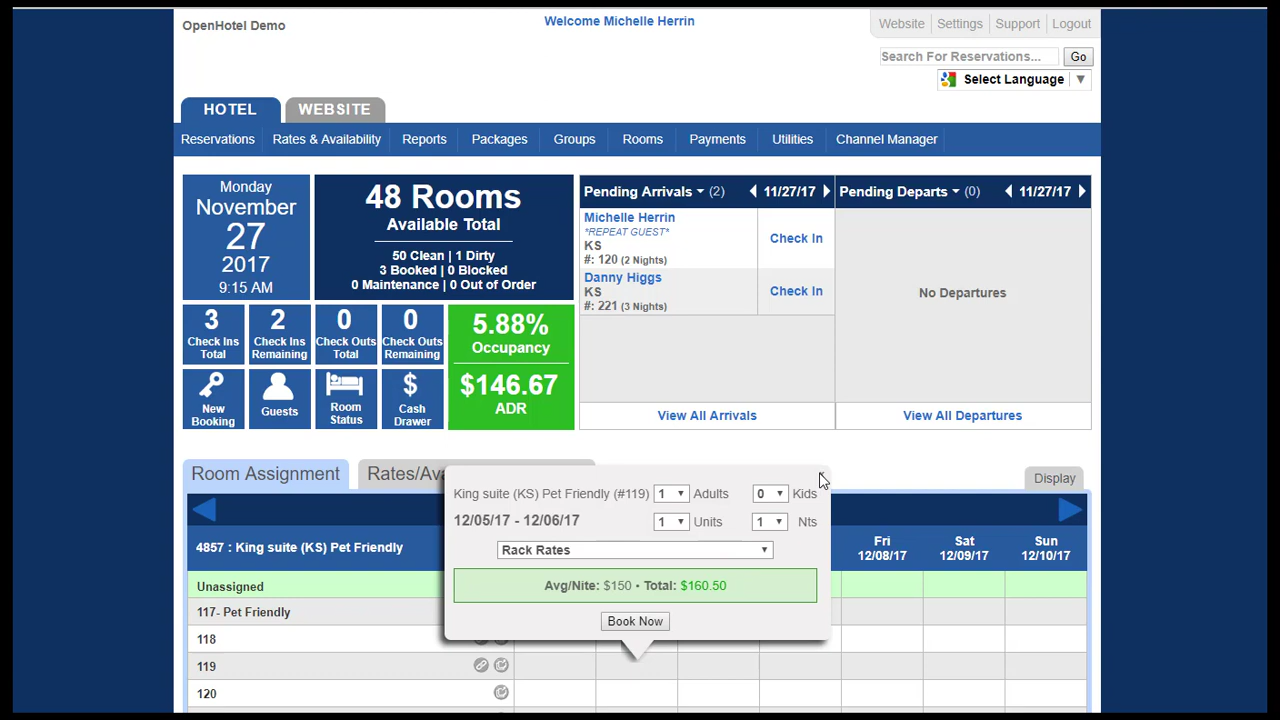 OpenHotel Demo
Welcome Michelle Herrin
Website Settings Support Logout
Search For Reservations... Go
Select Language ▼
HOTEL WEBSITE
Reservations Rates & Availability Reports Packages Groups Rooms Payments Utilities Channel Manager
Monday
November
27
2017
9:15 AM
48 Rooms
Available Total
50 Clean | 1 Dirty
3 Booked | 0 Blocked
0 Maintenance | 0 Out of Order
3
Check Ins
Total
2
Check Ins
Remaining
0
Check Outs
Total
0
Check Outs
Remaining
5.88%
Occupancy
$146.67
ADR
New
Booking
Guests
Room
Status
$
Cash
Drawer
Pending Arrivals (2) 11/27/17
Michelle Herrin
*REPEAT GUEST*
KS
#: 120 (2 Nights)
Check In
Danny Higgs
KS
#: 221 (3 Nights)
Check In
View All Arrivals
Pending Departs (0) 11/27/17
No Departures
View All Departures
Room Assignment Rates/Av
Display
King suite (KS) Pet Friendly (#119) 1 Adults 0 Kids
12/05/17 - 12/06/17 1 Units 1 Nts
Rack Rates
Avg/Nite: $150 • Total: $160.50
Book Now
4857 : King suite (KS) Pet Friendly
Fri
12/08/17
Sat
12/09/17
Sun
12/10/17
Unassigned
117- Pet Friendly
118
119
120